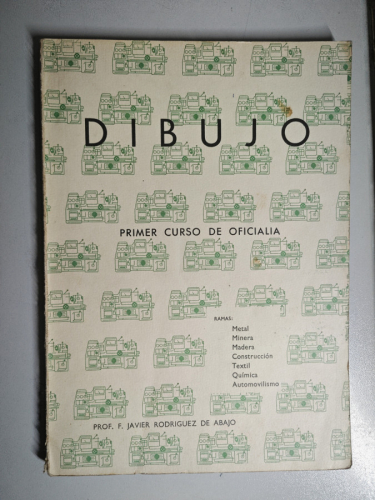 DIBUJO
PRIMER CURSO DE OFICIALIA
RAMAS:
Metal
Minera
Madera
Construcción
Textil
Química
Automovilismo
PROF. F. JAVIER RODRIGUEZ DE ABAJO